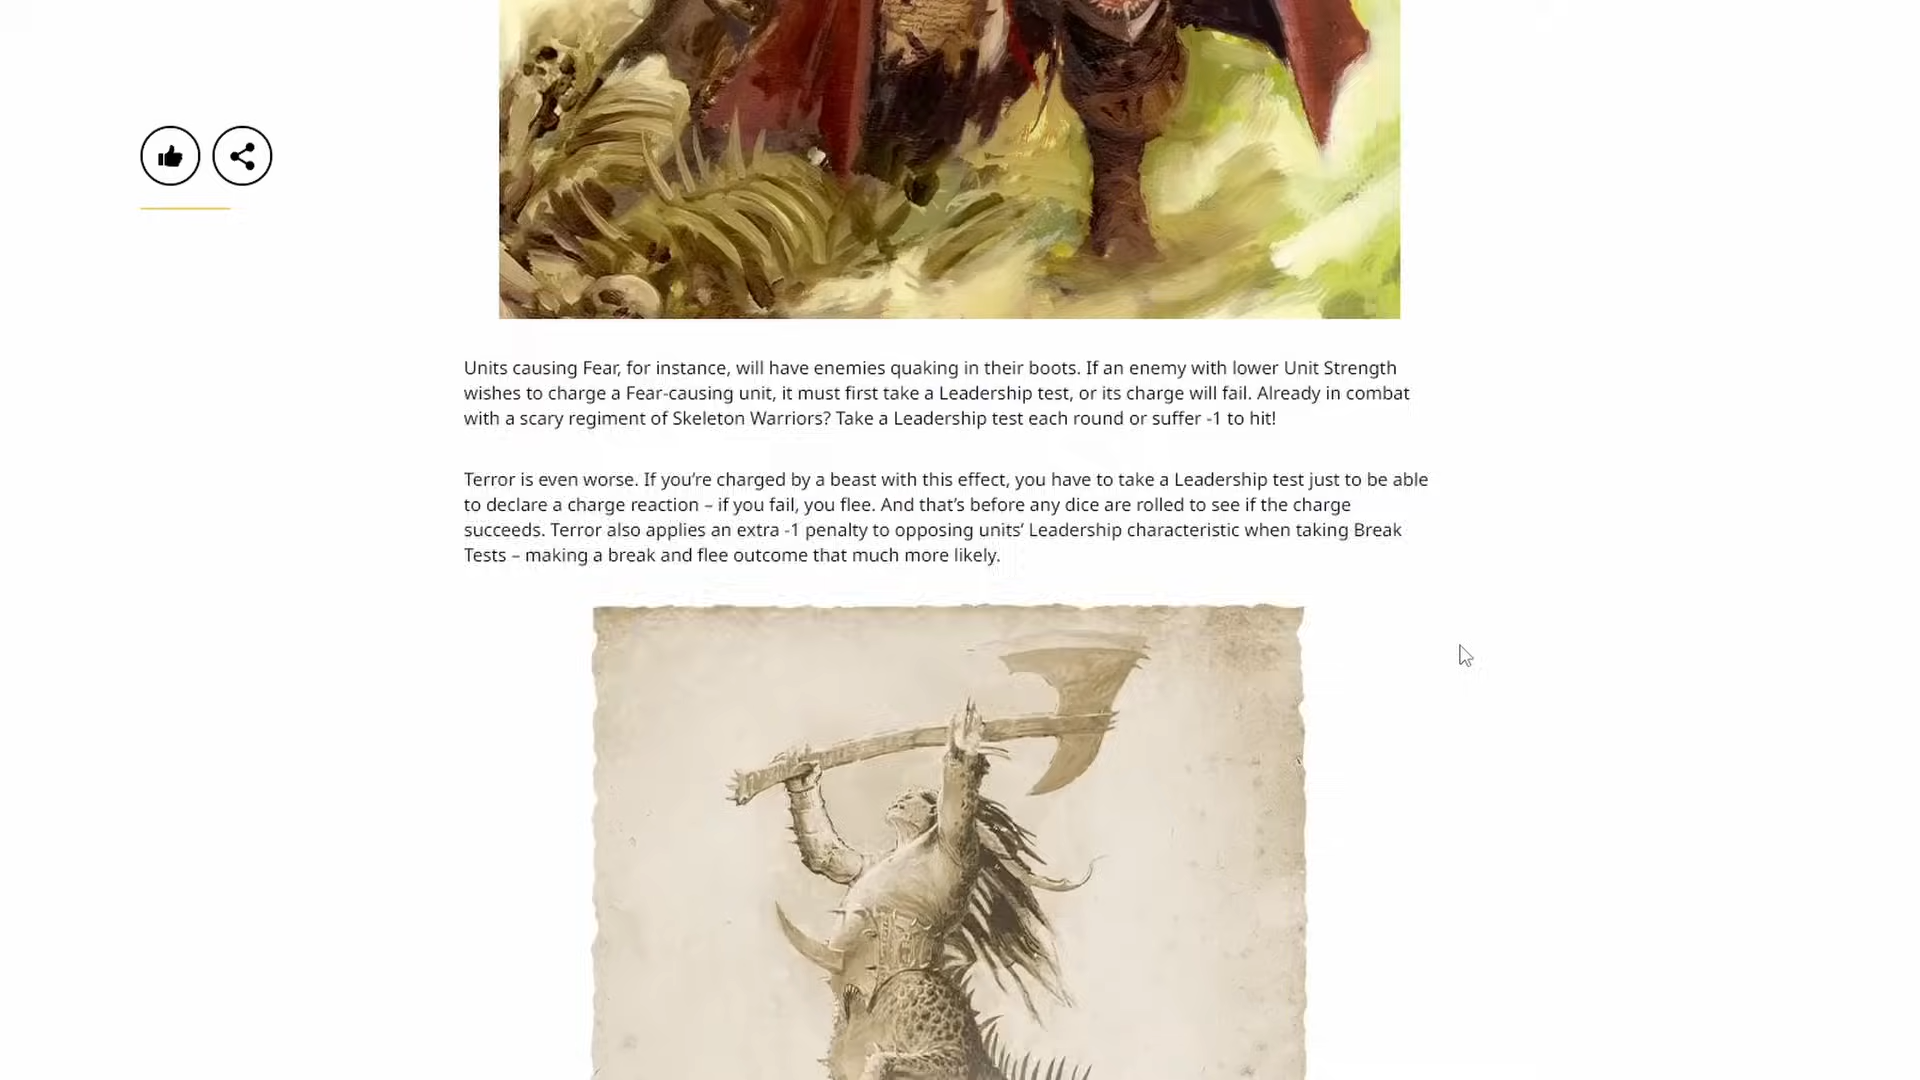 Units causing Fear, for instance, will have enemies quaking in their boots. If an enemy with lower Unit Strength
wishes to charge a Fear-causing unit, it must first take a Leadership test, or its charge will fail. Already in combat
with a scary regiment of Skeleton Warriors? Take a Leadership test each round or suffer -1 to hit!
Terror is even worse. If you’re charged by a beast with this effect, you have to take a Leadership test just to be able
to declare a charge reaction – if you fail, you flee. And that’s before any dice are rolled to see if the charge
succeeds. Terror also applies an extra -1 penalty to opposing units’ Leadership characteristic when taking Break
Tests – making a break and flee outcome that much more likely.